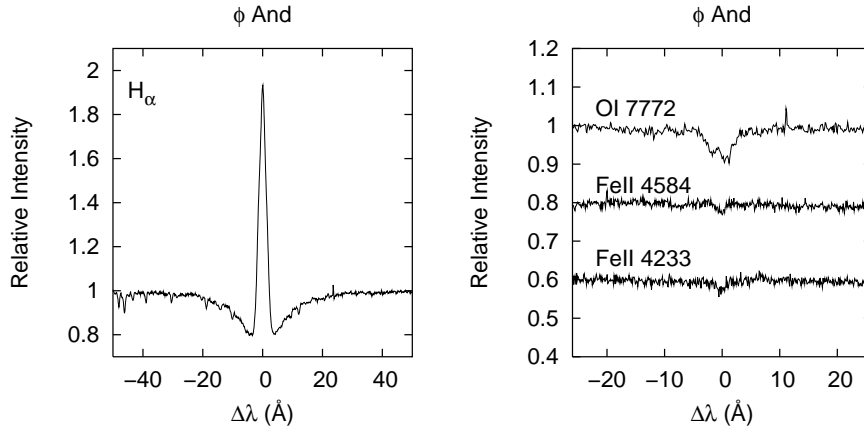 φ And
Relative Intensity
2
1.8
1.6
1.4
1.2
1
0.8
Hα
−40 −20 0 20 40
Δλ (Å)
φ And
Relative Intensity
1.2
1.1
1
0.9
0.8
0.7
0.6
0.5
0.4
OI 7772
FeII 4584
FeII 4233
−20 −10 0 10 20
Δλ (Å)